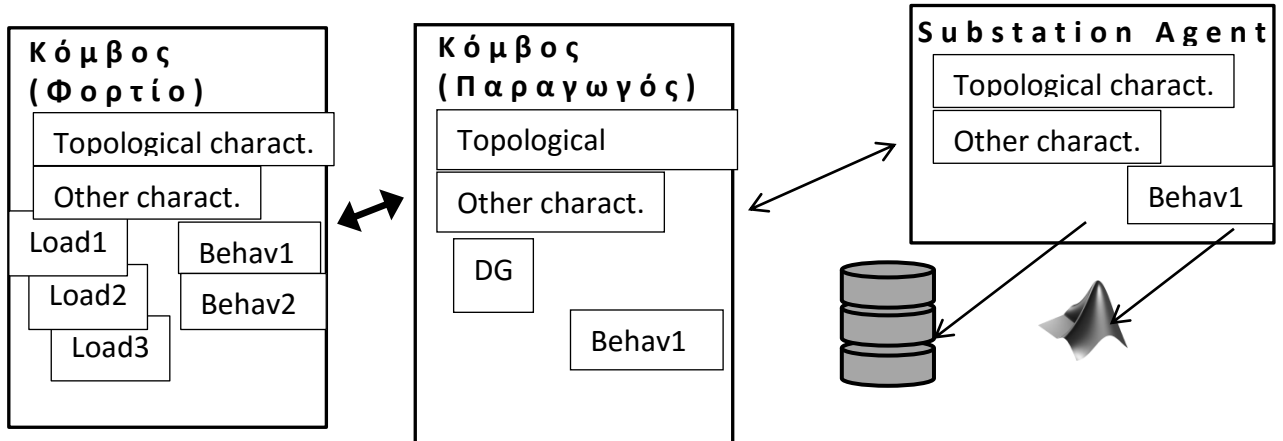 Κόμβος
(Φορτίο)
Topological charact.
Other charact.
Load1
Behav1
Load2
Behav2
Load3
Κόμβος
(Παραγωγός)
Topological
Other charact.
DG
Behav1
Substation Agent
Topological charact.
Other charact.
Behav1